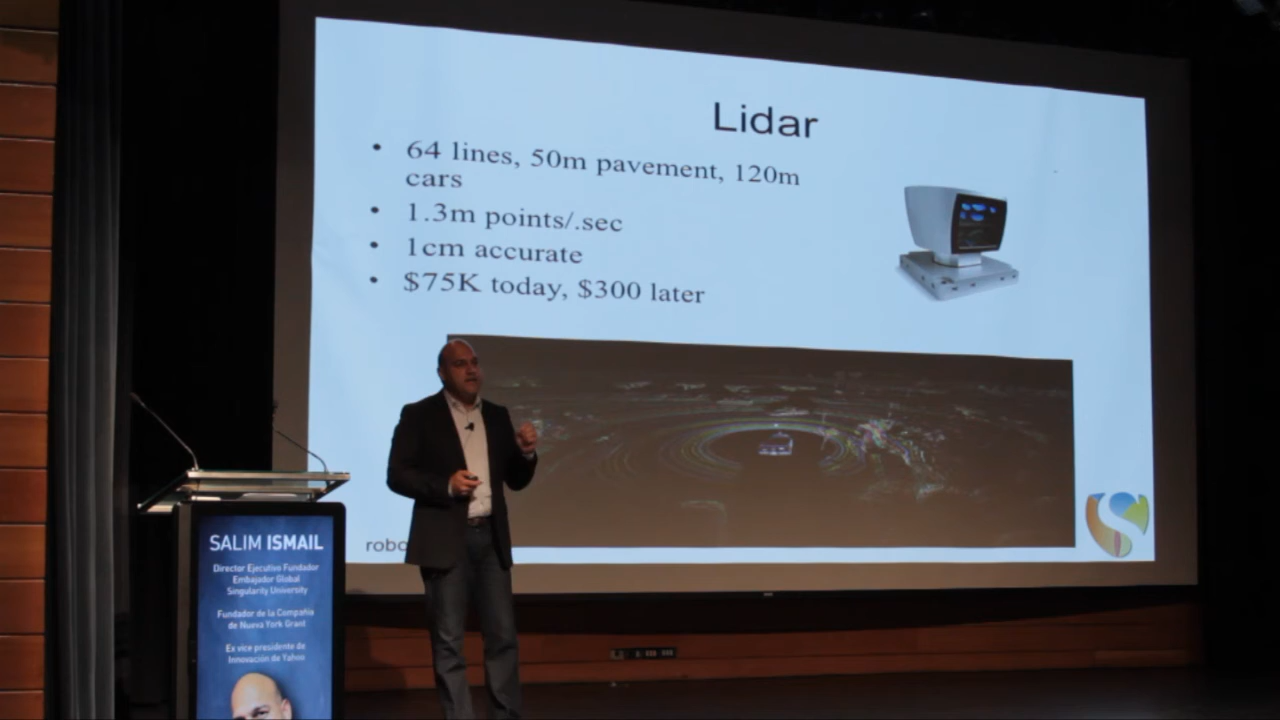 Lidar
• 64 lines, 50m pavement, 120m
cars
• 1.3m points/.sec
• 1cm accurate
• $75K today, $300 later
robo
SALIM ISMAIL
Director Ejecutivo Fundador
Embajador Global
Singularity University
Fundador de la Compañía
de Nueva York Grant
Ex vice presidente de
Innovación de Yahoo